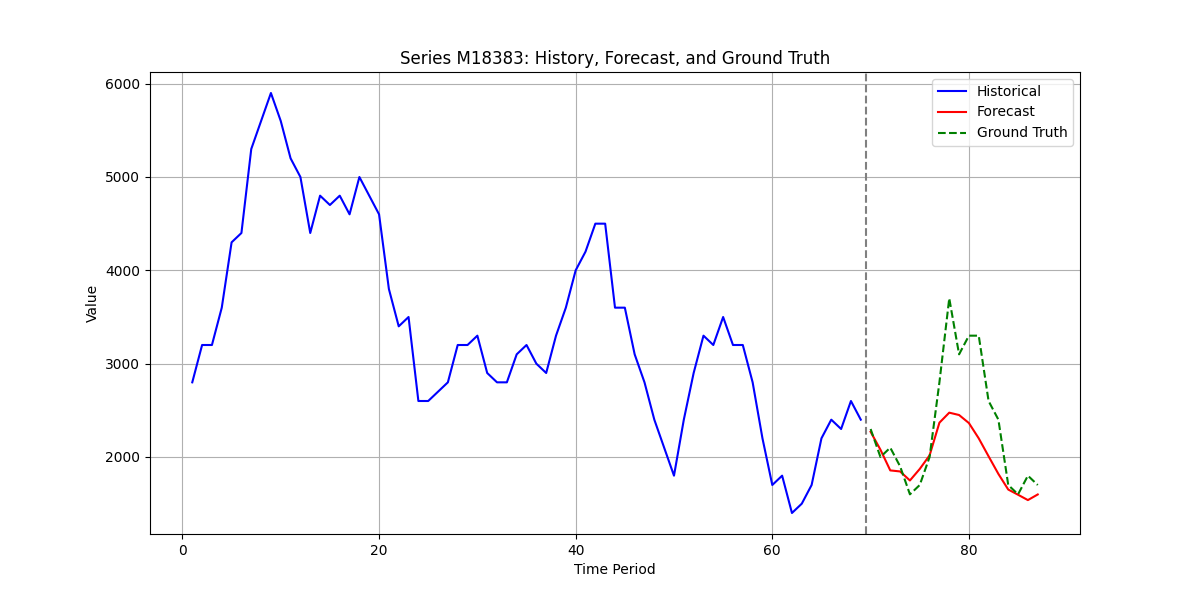 Series M18383: History, Forecast, and Ground Truth
6000
5000
4000
3000
2000
Value
Historical
Forecast
Ground Truth
0
20
40
60
80
Time Period